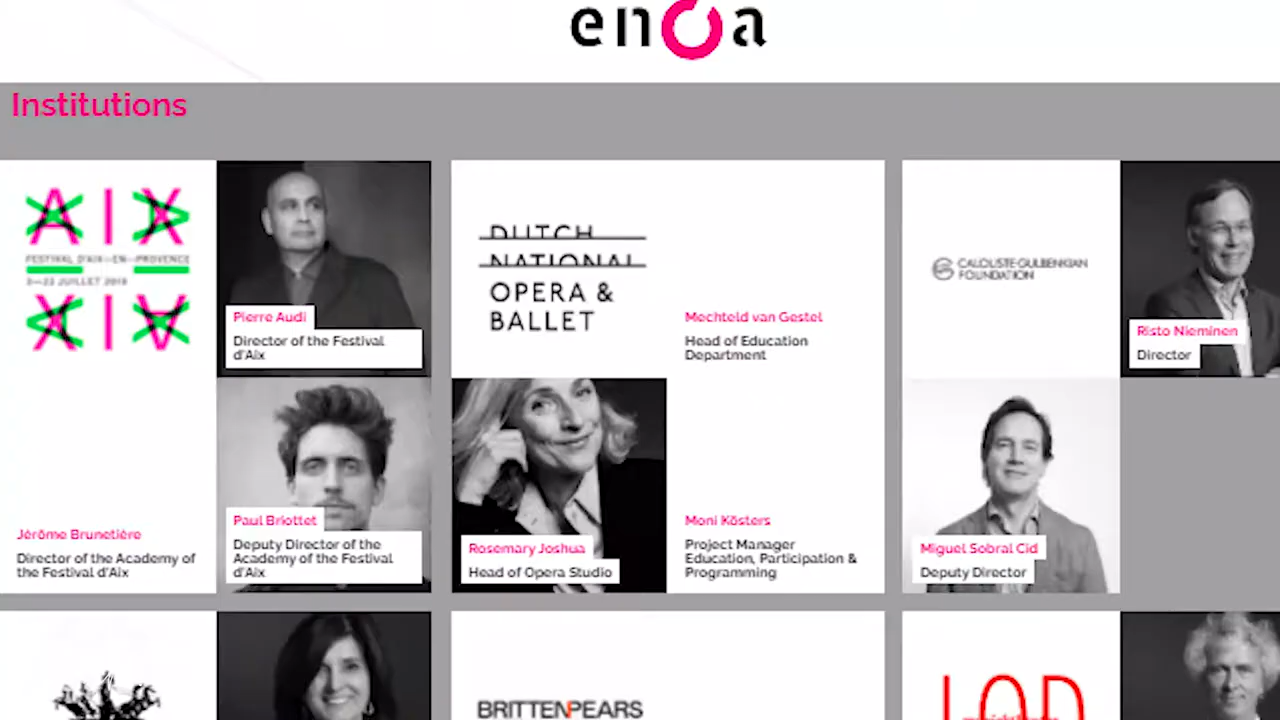 enoa
Institutions
AIX
FESTIVAL D'AIX—EN—PROVENCE
3—22 JUILLET 2019
AIX
Pierre Audi
Director of the Festival
d'Aix
Jérôme Brunetière
Director of the Academy of
the Festival d'Aix
Paul Briottet
Deputy Director of the
Academy of the Festival
d'Aix
DUTCH
NATIONAL
OPERA &
BALLET
Mechteld van Gestel
Head of Education
Department
Rosemary Joshua
Head of Opera Studio
Moni Kösters
Project Manager
Education, Participation &
Programming
CALOUSTE GULBENKIAN
FOUNDATION
Risto Nieminen
Director
Miguel Sobral Cid
Deputy Director
BRITTENPEARS
LOD